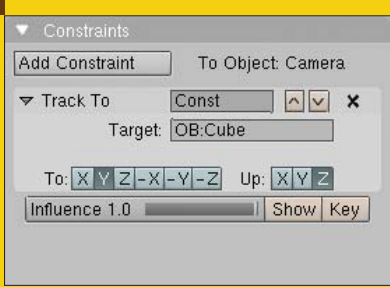 Constraints
Add Constraint To Object: Camera
Track To Const
Target: OB:Cube
To: X Y Z -X -Y -Z Up: X Y Z
Influence 1.0 Show Key